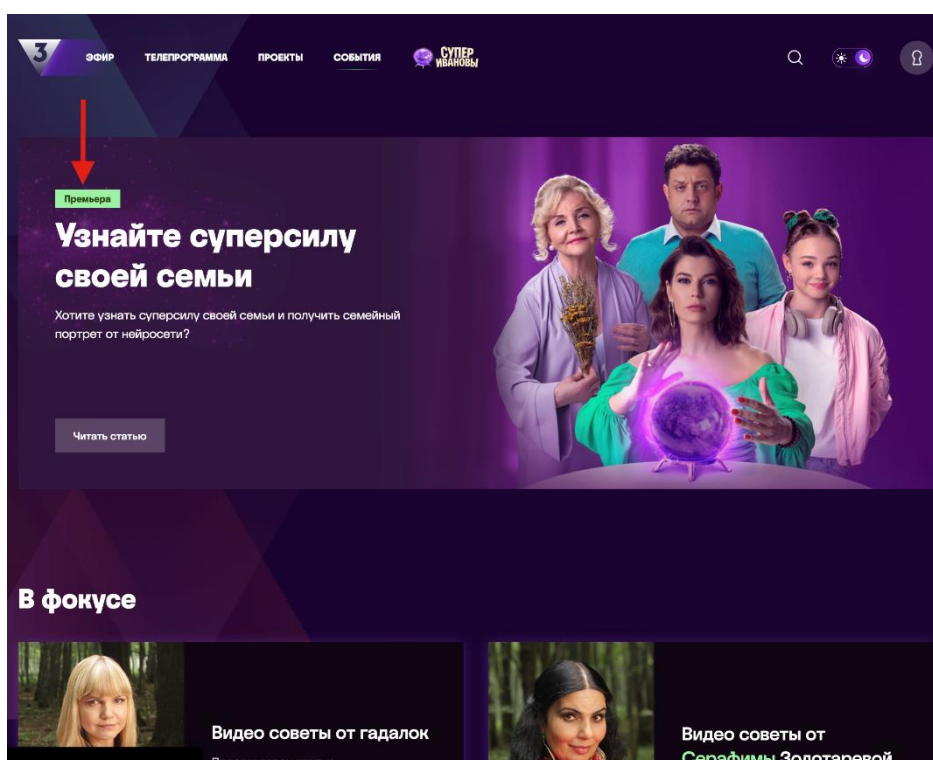 3
ЭФИР
ТЕЛЕПРОГРАММА
ПРОЕКТЫ
СОБЫТИЯ
СУПЕР
ИВАНОВЫ
Премьера
Узнайте суперсилу
своей семьи
Хотите узнать суперсилу своей семьи и получить семейный
портрет от нейросети?
Читать статью
В фокусе
Видео советы от гадалок
Видео советы от
Серафимы Золотаревой